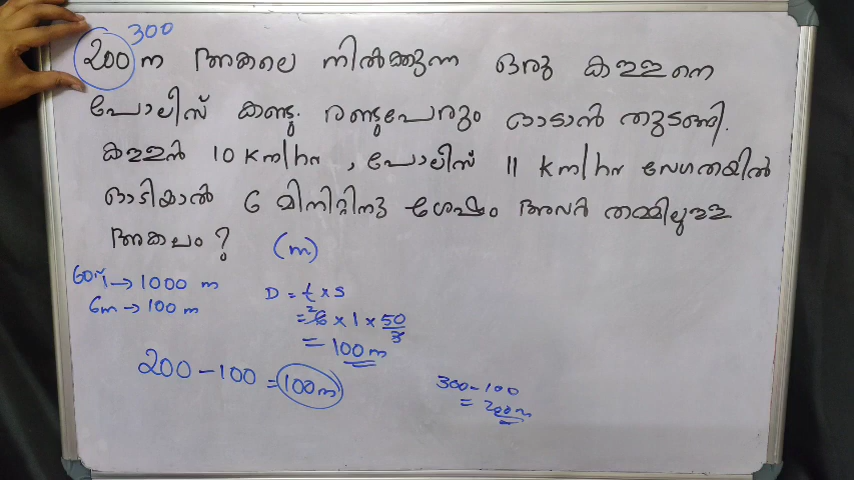 300
200 m അകലെ നിൽക്കുന്ന ഒരു കള്ളനെ
പോലിസ് കണ്ടു. രണ്ടുപേരും ഓടാൻ തുടങ്ങി.
കള്ളൻ 10 km/hr , പോലിസ് 11 km/hr വേഗതയിൽ
ഓടിയാൽ 6 മിനിറ്റിനു ശേഷം അവർ തമ്മിലുള്ള
അകലം ? (m)
60m → 1000 m
6m → 100 m
D = t × s
= 6 × 1 × 50/3
= 100 m
200 - 100 = 100m
300 - 100
= 200m